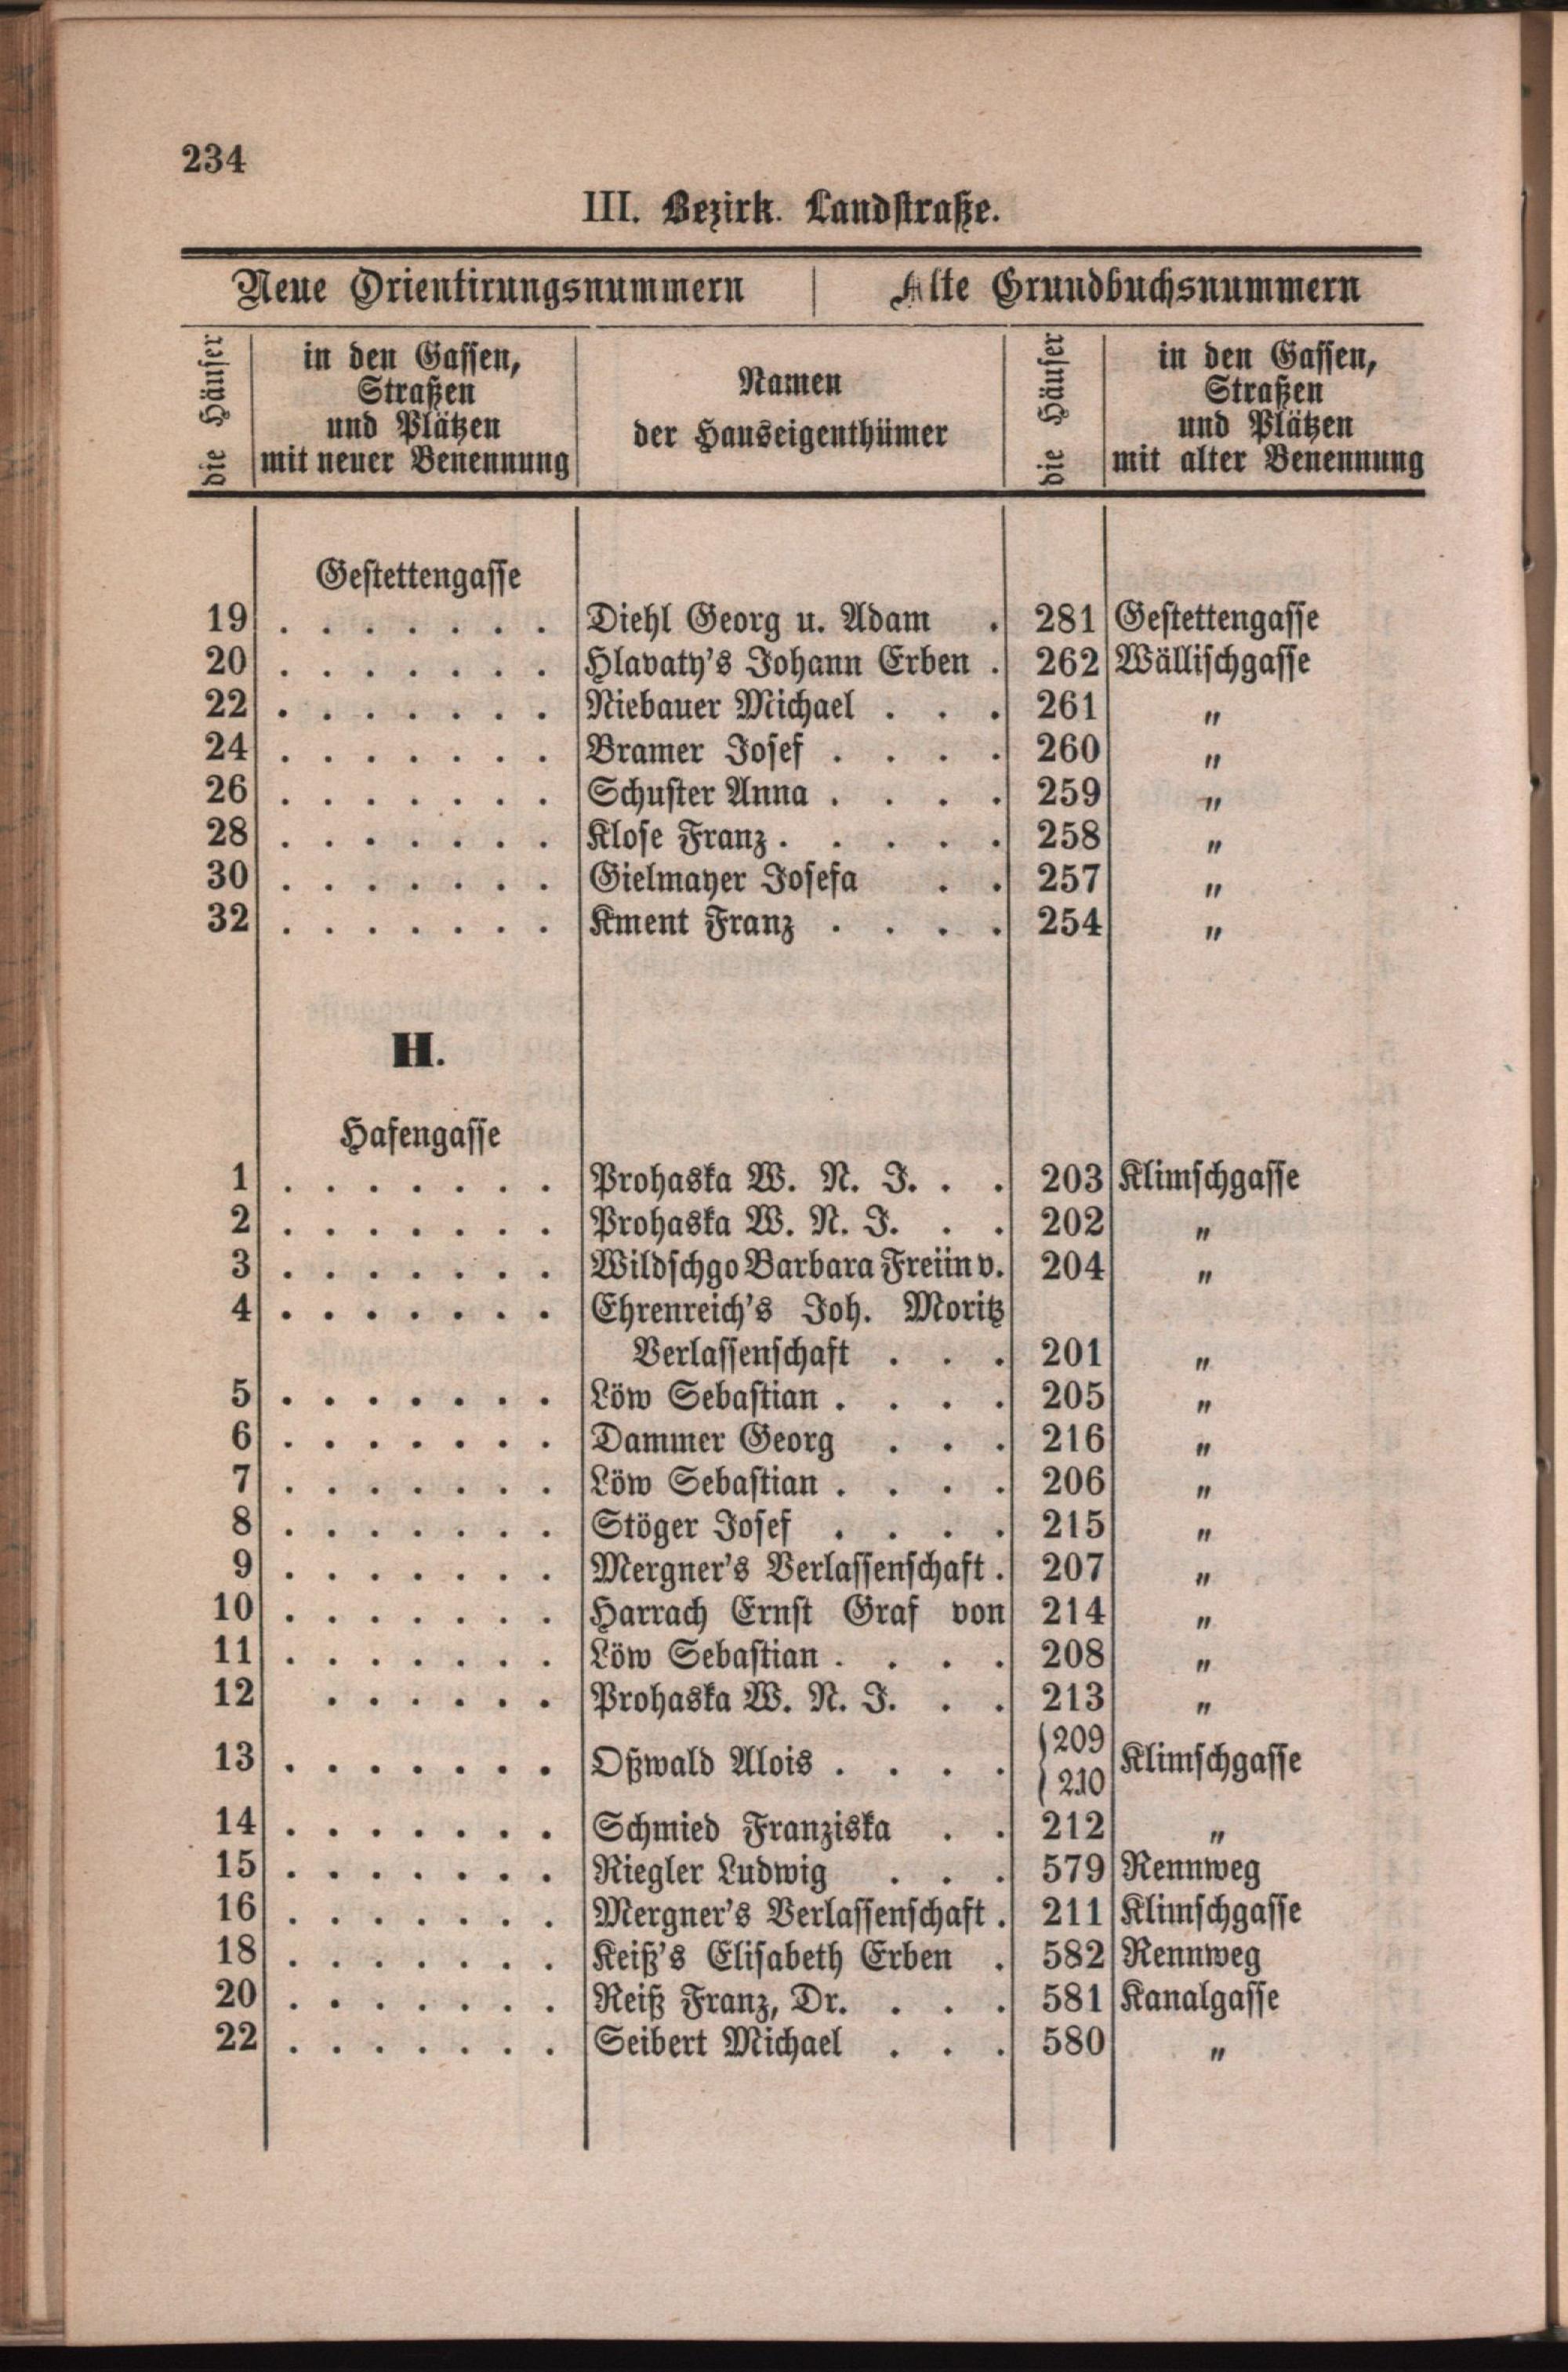 234
III. Bezirk. Landstraße.
Neue Orientirungsnummern | Alte Grundbuchsnummern
die Häuser
in den Gassen,
Straßen
und Plätzen
mit neuer Benennung
Namen
der Hauseigenthümer
die Häuser
in den Gassen,
Straßen
und Plätzen
mit alter Benennung
Gestettengasse
19 . . . . . . . Diehl Georg u. Adam . 281 Gestettengasse
20 . . . . . . . Hlavaty's Johann Erben . 262 Wällischgasse
22 . . . . . . . Niebauer Michael . . . 261 "
24 . . . . . . . Bramer Josef . . . . 260 "
26 . . . . . . . Schuster Anna . . . . 259 "
28 . . . . . . . Klose Franz . . . . . 258 "
30 . . . . . . . Gielmayer Josefa . . 257 "
32 . . . . . . . Kment Franz . . . . 254 "
H.
Hafengasse
1 . . . . . . . Prohaska W. N. J. . . 203 Klimschgasse
2 . . . . . . . Prohaska W. N. J. . . 202 "
3 . . . . . . . Wildschgo Barbara Freiin v. 204 "
4 . . . . . . . Ehrenreich's Joh. Moritz
Verlassenschaft . . . 201 "
5 . . . . . . . Löw Sebastian . . . . 205 "
6 . . . . . . . Dammer Georg . . . 216 "
7 . . . . . . . Löw Sebastian . . . . 206 "
8 . . . . . . . Stöger Josef . . . . 215 "
9 . . . . . . . Mergner's Verlassenschaft . 207 "
10 . . . . . . . Harrach Ernst Graf von 214 "
11 . . . . . . . Löw Sebastian . . . . 208 "
12 . . . . . . Prohaska W. N. J. . . 213 "
13 . . . . . . . Oßwald Alois . . . . { 209 210 Klimschgasse
14 . . . . . . . Schmied Franziska . . 212 "
15 . . . . . . . Riegler Ludwig . . . 579 Rennweg
16 . . . . . . . Mergner's Verlassenschaft . 211 Klimschgasse
18 . . . . . . . Keiß's Elisabeth Erben . 582 Rennweg
20 . . . . . . . Reiß Franz, Dr. . . . 581 Kanalgasse
22 . . . . . . . Seibert Michael . . . 580 "